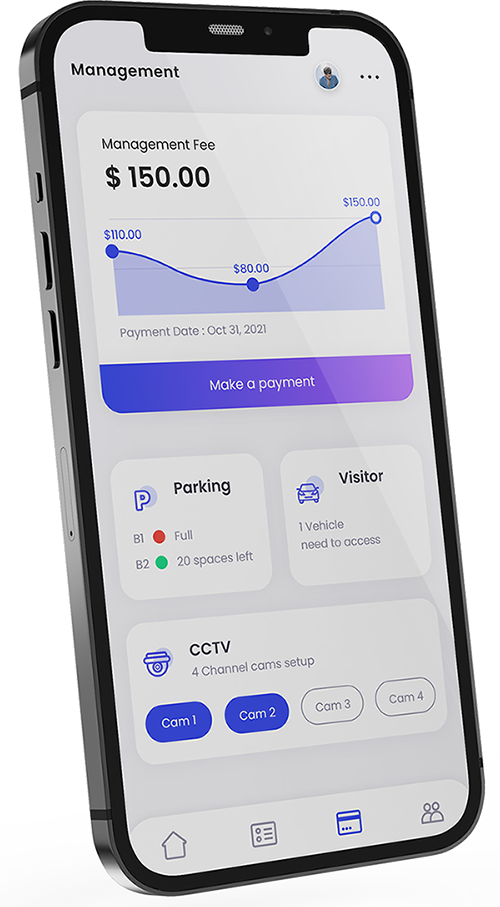 Management
Management Fee
$ 150.00
$150.00
$110.00
$80.00
Payment Date : Oct 31, 2021
Make a payment
P
Parking
B1 Full
B2 20 spaces left
Visitor
1 Vehicle
need to access
CCTV
4 Channel cams setup
Cam 1 Cam 2 Cam 3 Cam 4